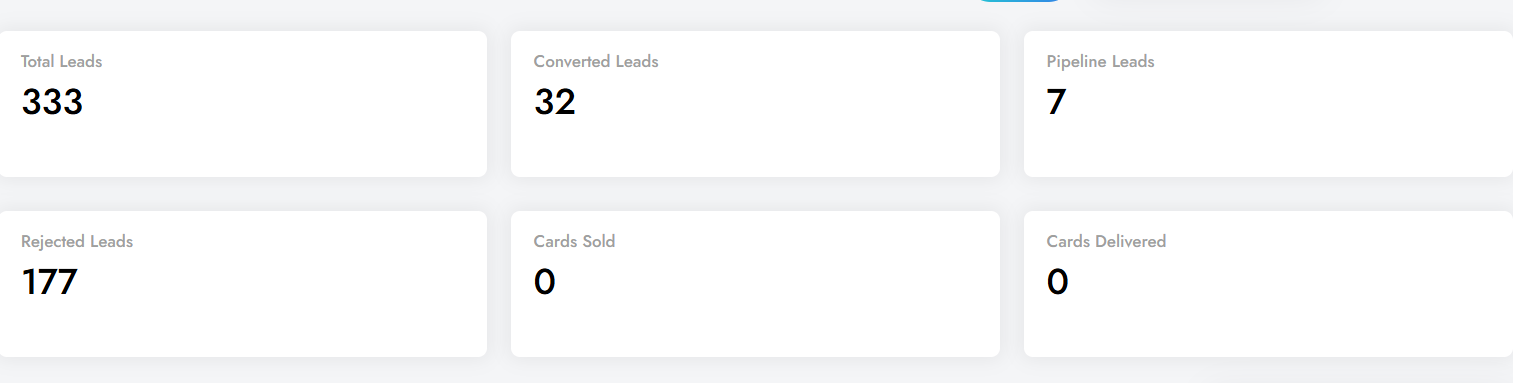 Total Leads
333
Converted Leads
32
Pipeline Leads
7
Rejected Leads
177
Cards Sold
0
Cards Delivered
0